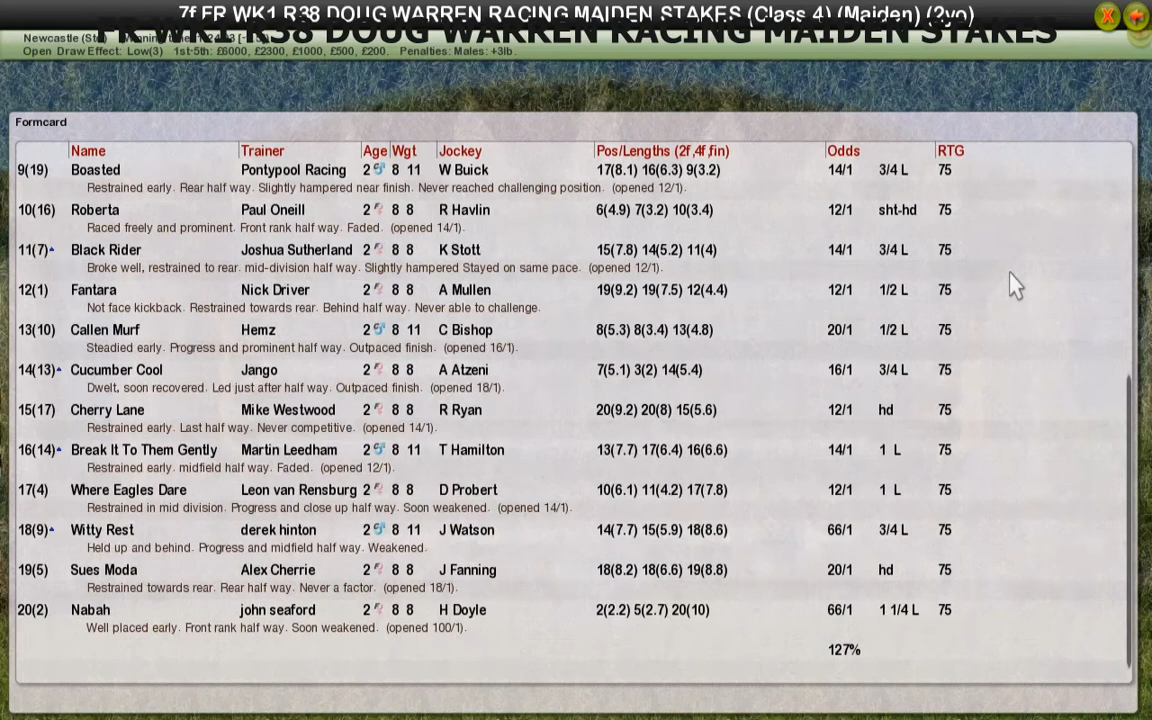 7f FR WK1 R38 DOUG WARREN RACING MAIDEN STAKES (Class 4) (Maiden) (2yo)
R38 DOUG WARREN RACING MAIDEN STAKES
Newcastle
Open Draw Effect: Low(3) 1st-5th: £6000, £2300, £1000, £500, £200. Penalties: Males: +3lb.
Formcard
Name Trainer Age Wgt Jockey Pos/Lengths (2f,4f,fin) Odds RTG
9(19) Boasted Pontypool Racing 2 8 11 W Buick 17(8.1) 16(6.3) 9(3.2) 14/1 3/4 L 75
Restrained early. Rear half way. Slightly hampered near finish. Never reached challenging position. (opened 12/1).
10(16) Roberta Paul Oneill 2 8 8 R Havlin 6(4.9) 7(3.2) 10(3.4) 12/1 sht-hd 75
Raced freely and prominent. Front rank half way. Faded. (opened 14/1).
11(7) Black Rider Joshua Sutherland 2 8 8 K Stott 15(7.8) 14(5.2) 11(4) 14/1 3/4 L 75
Broke well, restrained to rear. mid-division half way. Slightly hampered Stayed on same pace. (opened 12/1).
12(1) Fantara Nick Driver 2 8 8 A Mullen 19(9.2) 19(7.5) 12(4.4) 12/1 1/2 L 75
Not face kickback. Restrained towards rear. Behind half way. Never able to challenge.
13(10) Callen Murf Hemz 2 8 11 C Bishop 8(5.3) 8(3.4) 13(4.8) 20/1 1/2 L 75
Steadied early. Progress and prominent half way. Outpaced finish. (opened 16/1).
14(13) Cucumber Cool Jango 2 8 8 A Atzeni 7(5.1) 3(2) 14(5.4) 16/1 3/4 L 75
Dwelt, soon recovered. Led just after half way. Outpaced finish. (opened 18/1).
15(17) Cherry Lane Mike Westwood 2 8 8 R Ryan 20(9.2) 20(8) 15(5.6) 12/1 hd 75
Restrained early. Last half way. Never competitive. (opened 14/1).
16(14) Break It To Them Gently Martin Leedham 2 8 11 T Hamilton 13(7.7) 17(6.4) 16(6.6) 14/1 1 L 75
Restrained early. midfield half way. Faded. (opened 12/1).
17(4) Where Eagles Dare Leon van Rensburg 2 8 8 D Probert 10(6.1) 11(4.2) 17(7.8) 12/1 1 L 75
Restrained in mid division. Progress and close up half way. Soon weakened. (opened 14/1).
18(9) Witty Rest derek hinton 2 8 11 J Watson 14(7.7) 15(5.9) 18(8.6) 66/1 3/4 L 75
Held up and behind. Progress and midfield half way. Weakened.
19(5) Sues Moda Alex Cherrie 2 8 8 J Fanning 18(8.2) 18(6.6) 19(8.8) 20/1 hd 75
Restrained towards rear. Rear half way. Never a factor. (opened 18/1).
20(2) Nabah john seaford 2 8 8 H Doyle 2(2.2) 5(2.7) 20(10) 66/1 1 1/4 L 75
Well placed early. Front rank half way. Soon weakened. (opened 100/1).
127%